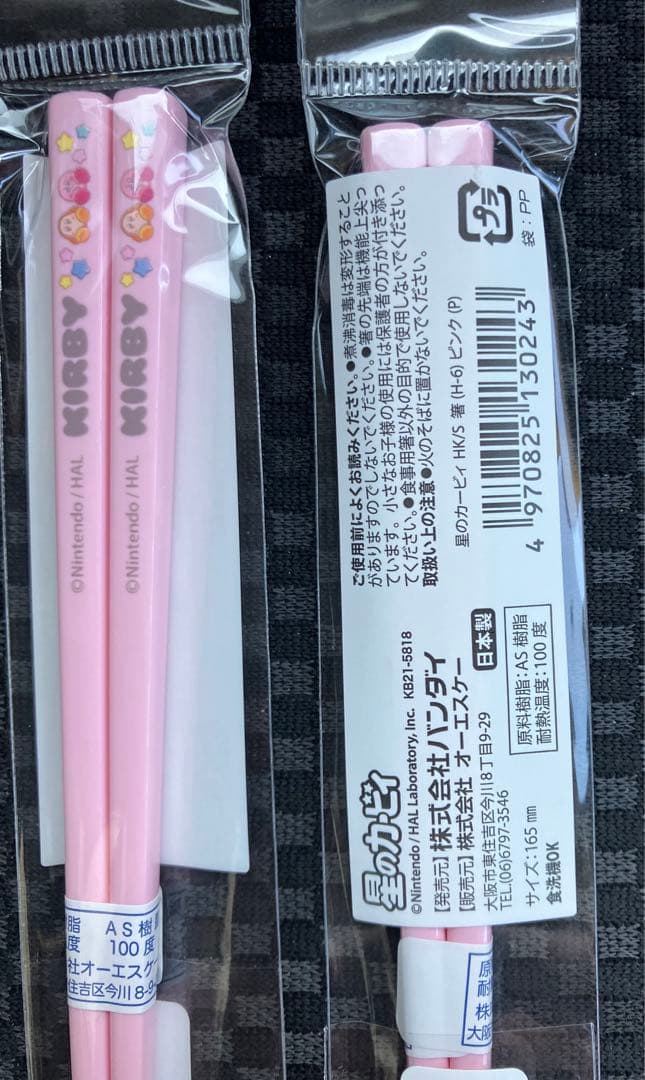 KIRBY
©Nintendo / HAL
KIRBY
©Nintendo / HAL
脂 AS樹
度 100度
社オーエスケー
住吉区今川8-9
星のカービィ
©Nintendo / HAL Laboratory, Inc. KB21-5818
【発売元】株式会社バンダイ
【販売元】株式会社 オーエスケー
大阪市東住吉区今川8丁目9-29
TEL.(06)6797-3546
日本製
サイズ:165㎜
食洗機OK
原料樹脂:AS樹脂
耐熱温度:100度
ご使用前によくお読みください。●煮沸消毒は変形すること
がありますのでしないでください。●箸の先端は機能上尖っ
ています。小さなお子様の使用には保護者の方が付き添っ
てください。●食事用箸以外の目的で使用しないでください。
取扱い上の注意●火のそばに置かないでください。
星のカービィ HK/S 箸 (H-6) ピンク (P)
4 970825 130243
プラ
袋:PP
原
耐
株
大阪